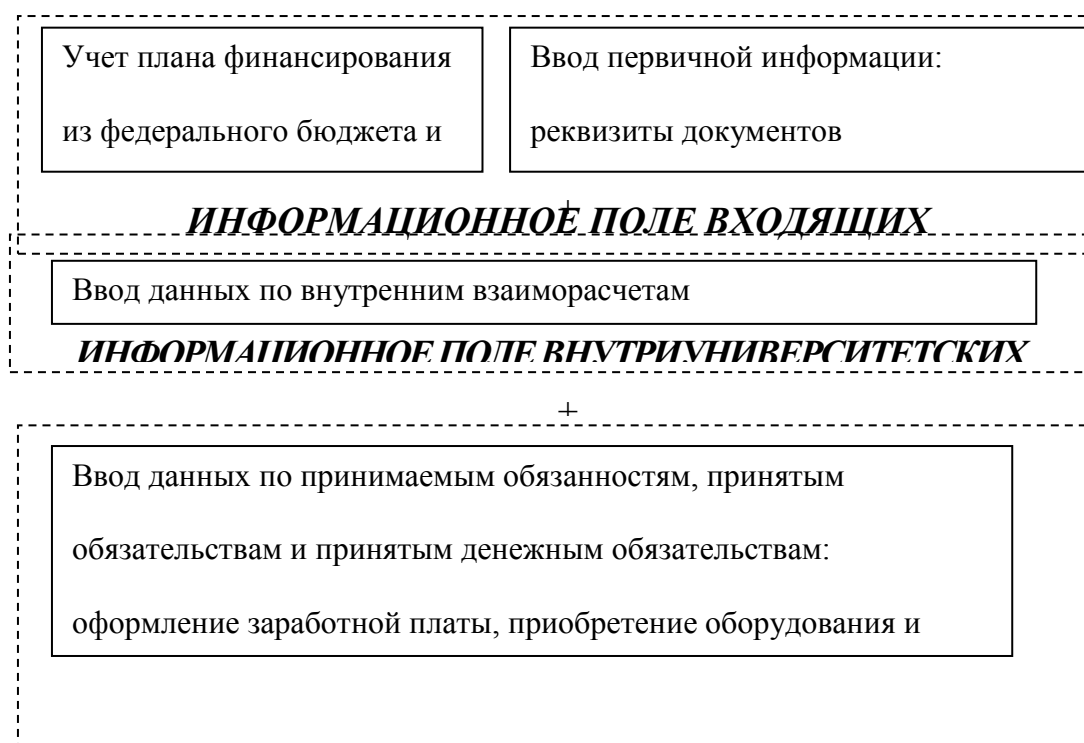 Учет плана финансирования
из федерального бюджета и
Ввод первичной информации:
реквизиты документов
+
ИНФОРМАЦИОННОЕ ПОЛЕ ВХОДЯЩИХ
Ввод данных по внутренним взаиморасчетам
ИНФОРМАЦИОННОЕ ПОЛЕ ВНУТРИУНИВЕРСИТЕТСКИХ
+
Ввод данных по принимаемым обязанностям, принятым
обязательствам и принятым денежным обязательствам:
оформление заработной платы, приобретение оборудования и